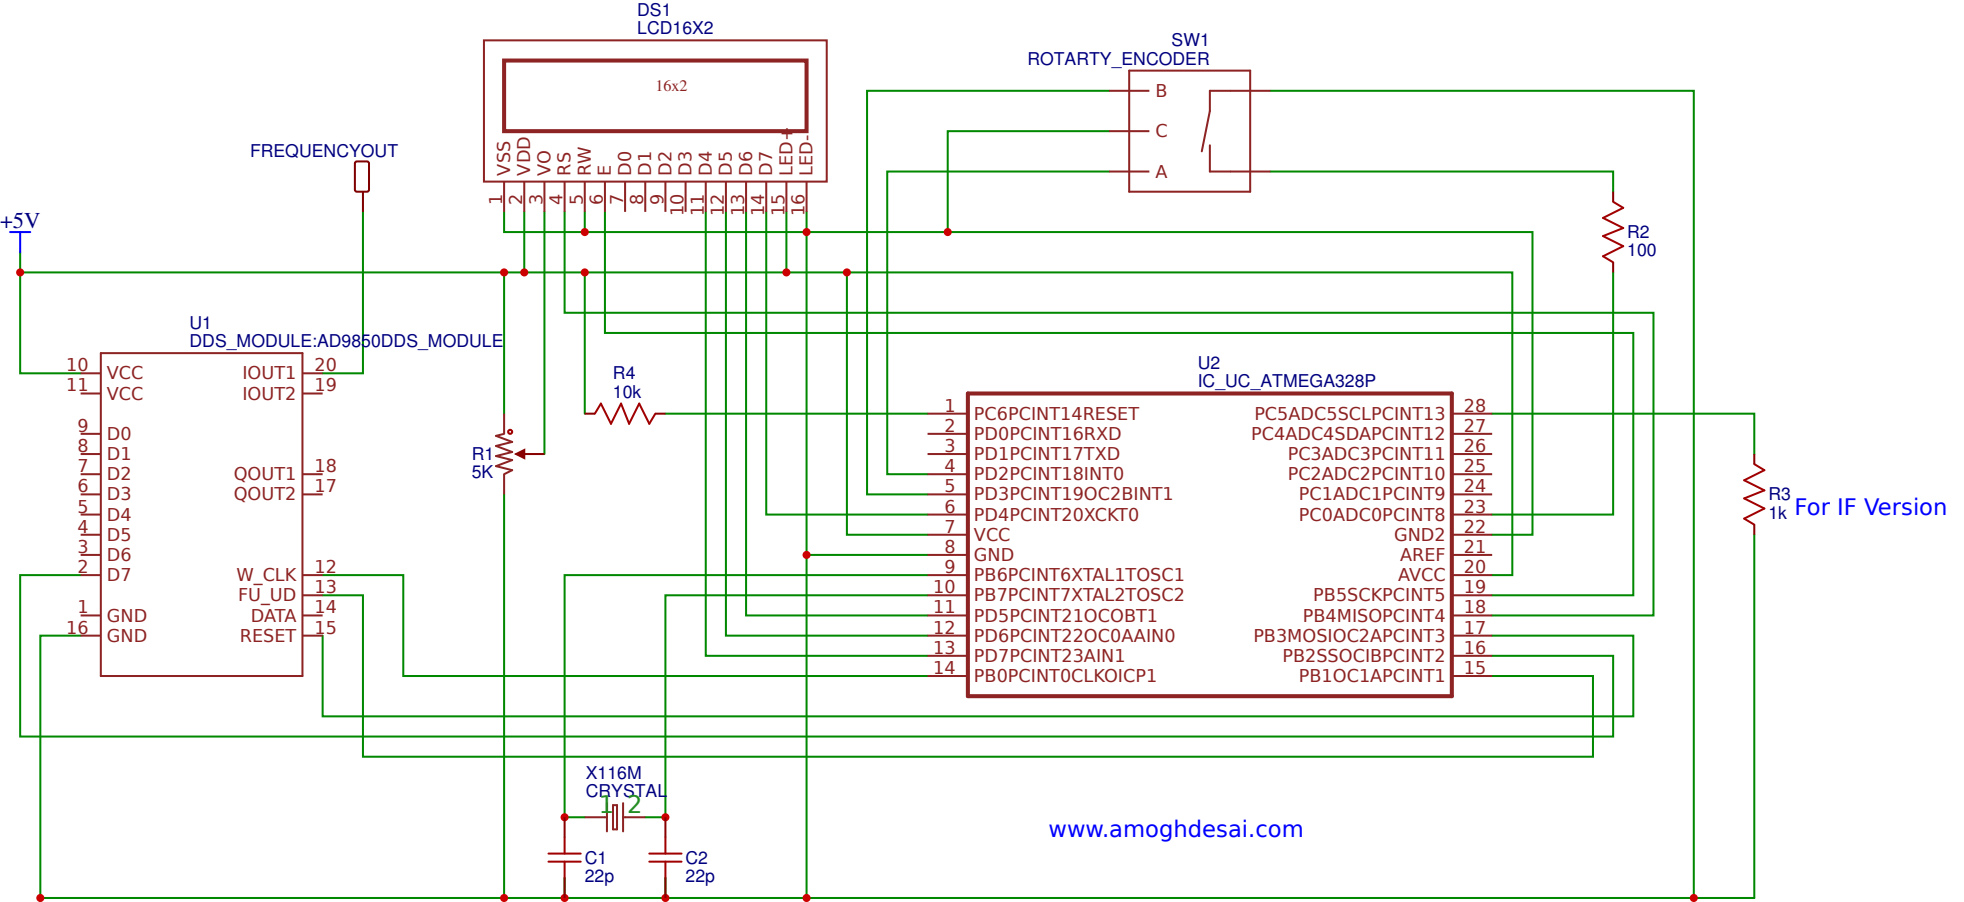 DS1
LCD16X2
16x2
VSS
VDD
VO
RS
RW
E
D0
D1
D2
D3
D4
D5
D6
D7
LED+
LED-
1
2
3
4
5
6
7
8
9
10
11
12
13
14
15
16
SW1
ROTARTY_ENCODER
B
C
A
FREQUENCYOUT
+5V
R2
100
U1
DDS_MODULE:AD9850DDS_MODULE
10 VCC IOUT1 20
11 VCC IOUT2 19
9 D0
8 D1
7 D2 QOUT1 18
6 D3 QOUT2 17
5 D4
4 D5
3 D6
2 D7 W_CLK 12
FU_UD 13
1 GND DATA 14
16 GND RESET 15
R4
10k
R1
5K
U2
IC_UC_ATMEGA328P
1 PC6PCINT14RESET PC5ADC5SCLPCINT13 28
2 PD0PCINT16RXD PC4ADC4SDAPCINT12 27
3 PD1PCINT17TXD PC3ADC3PCINT11 26
4 PD2PCINT18INT0 PC2ADC2PCINT10 25
5 PD3PCINT19OC2BINT1 PC1ADC1PCINT9 24
6 PD4PCINT20XCKT0 PC0ADC0PCINT8 23
7 VCC GND2 22
8 GND AREF 21
9 PB6PCINT6XTAL1TOSC1 AVCC 20
10 PB7PCINT7XTAL2TOSC2 PB5SCKPCINT5 19
11 PD5PCINT21OCOBT1 PB4MISOPCINT4 18
12 PD6PCINT22OC0AAIN0 PB3MOSIOC2APCINT3 17
13 PD7PCINT23AIN1 PB2SSOCIBPCINT2 16
14 PB0PCINT0CLKOICP1 PB1OC1APCINT1 15
R3
1k
For IF Version
X116M
CRYSTAL
1 2
C1
22p
C2
22p
www.amoghdesai.com